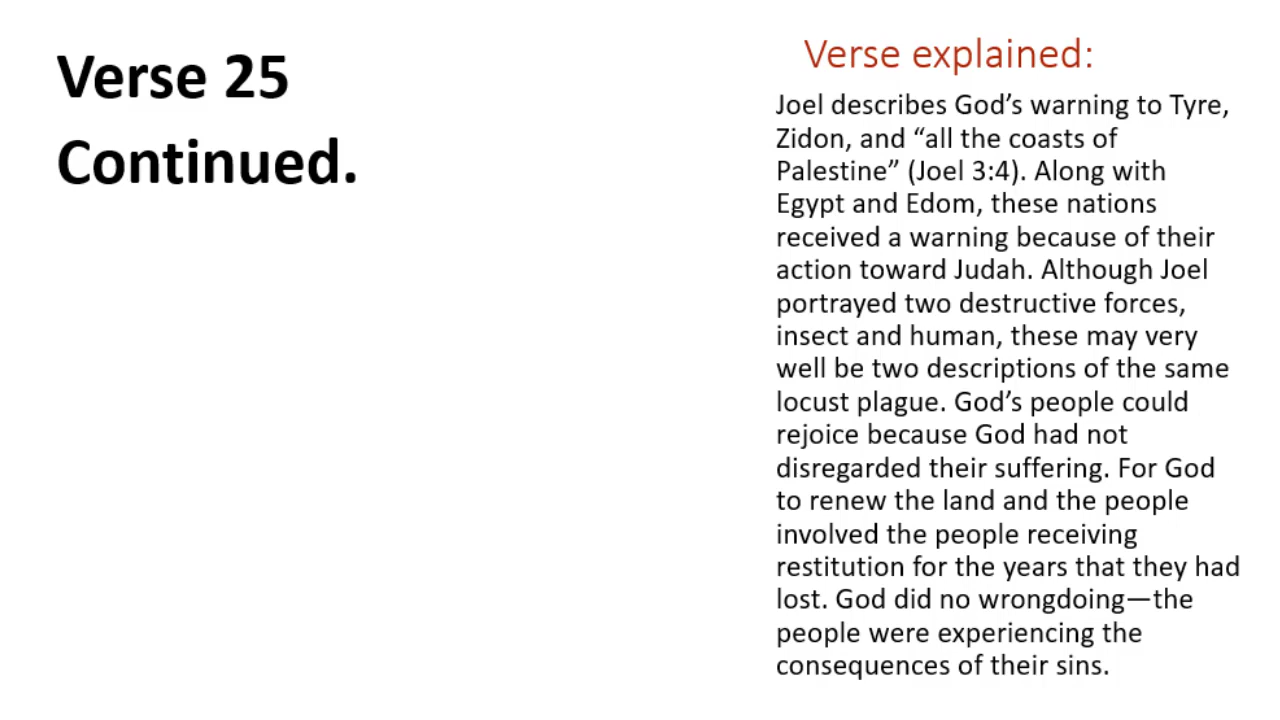 Verse 25
Continued.
Verse explained:
Joel describes God’s warning to Tyre,
Zidon, and “all the coasts of
Palestine” (Joel 3:4). Along with
Egypt and Edom, these nations
received a warning because of their
action toward Judah. Although Joel
portrayed two destructive forces,
insect and human, these may very
well be two descriptions of the same
locust plague. God’s people could
rejoice because God had not
disregarded their suffering. For God
to renew the land and the people
involved the people receiving
restitution for the years that they had
lost. God did no wrongdoing—the
people were experiencing the
consequences of their sins.